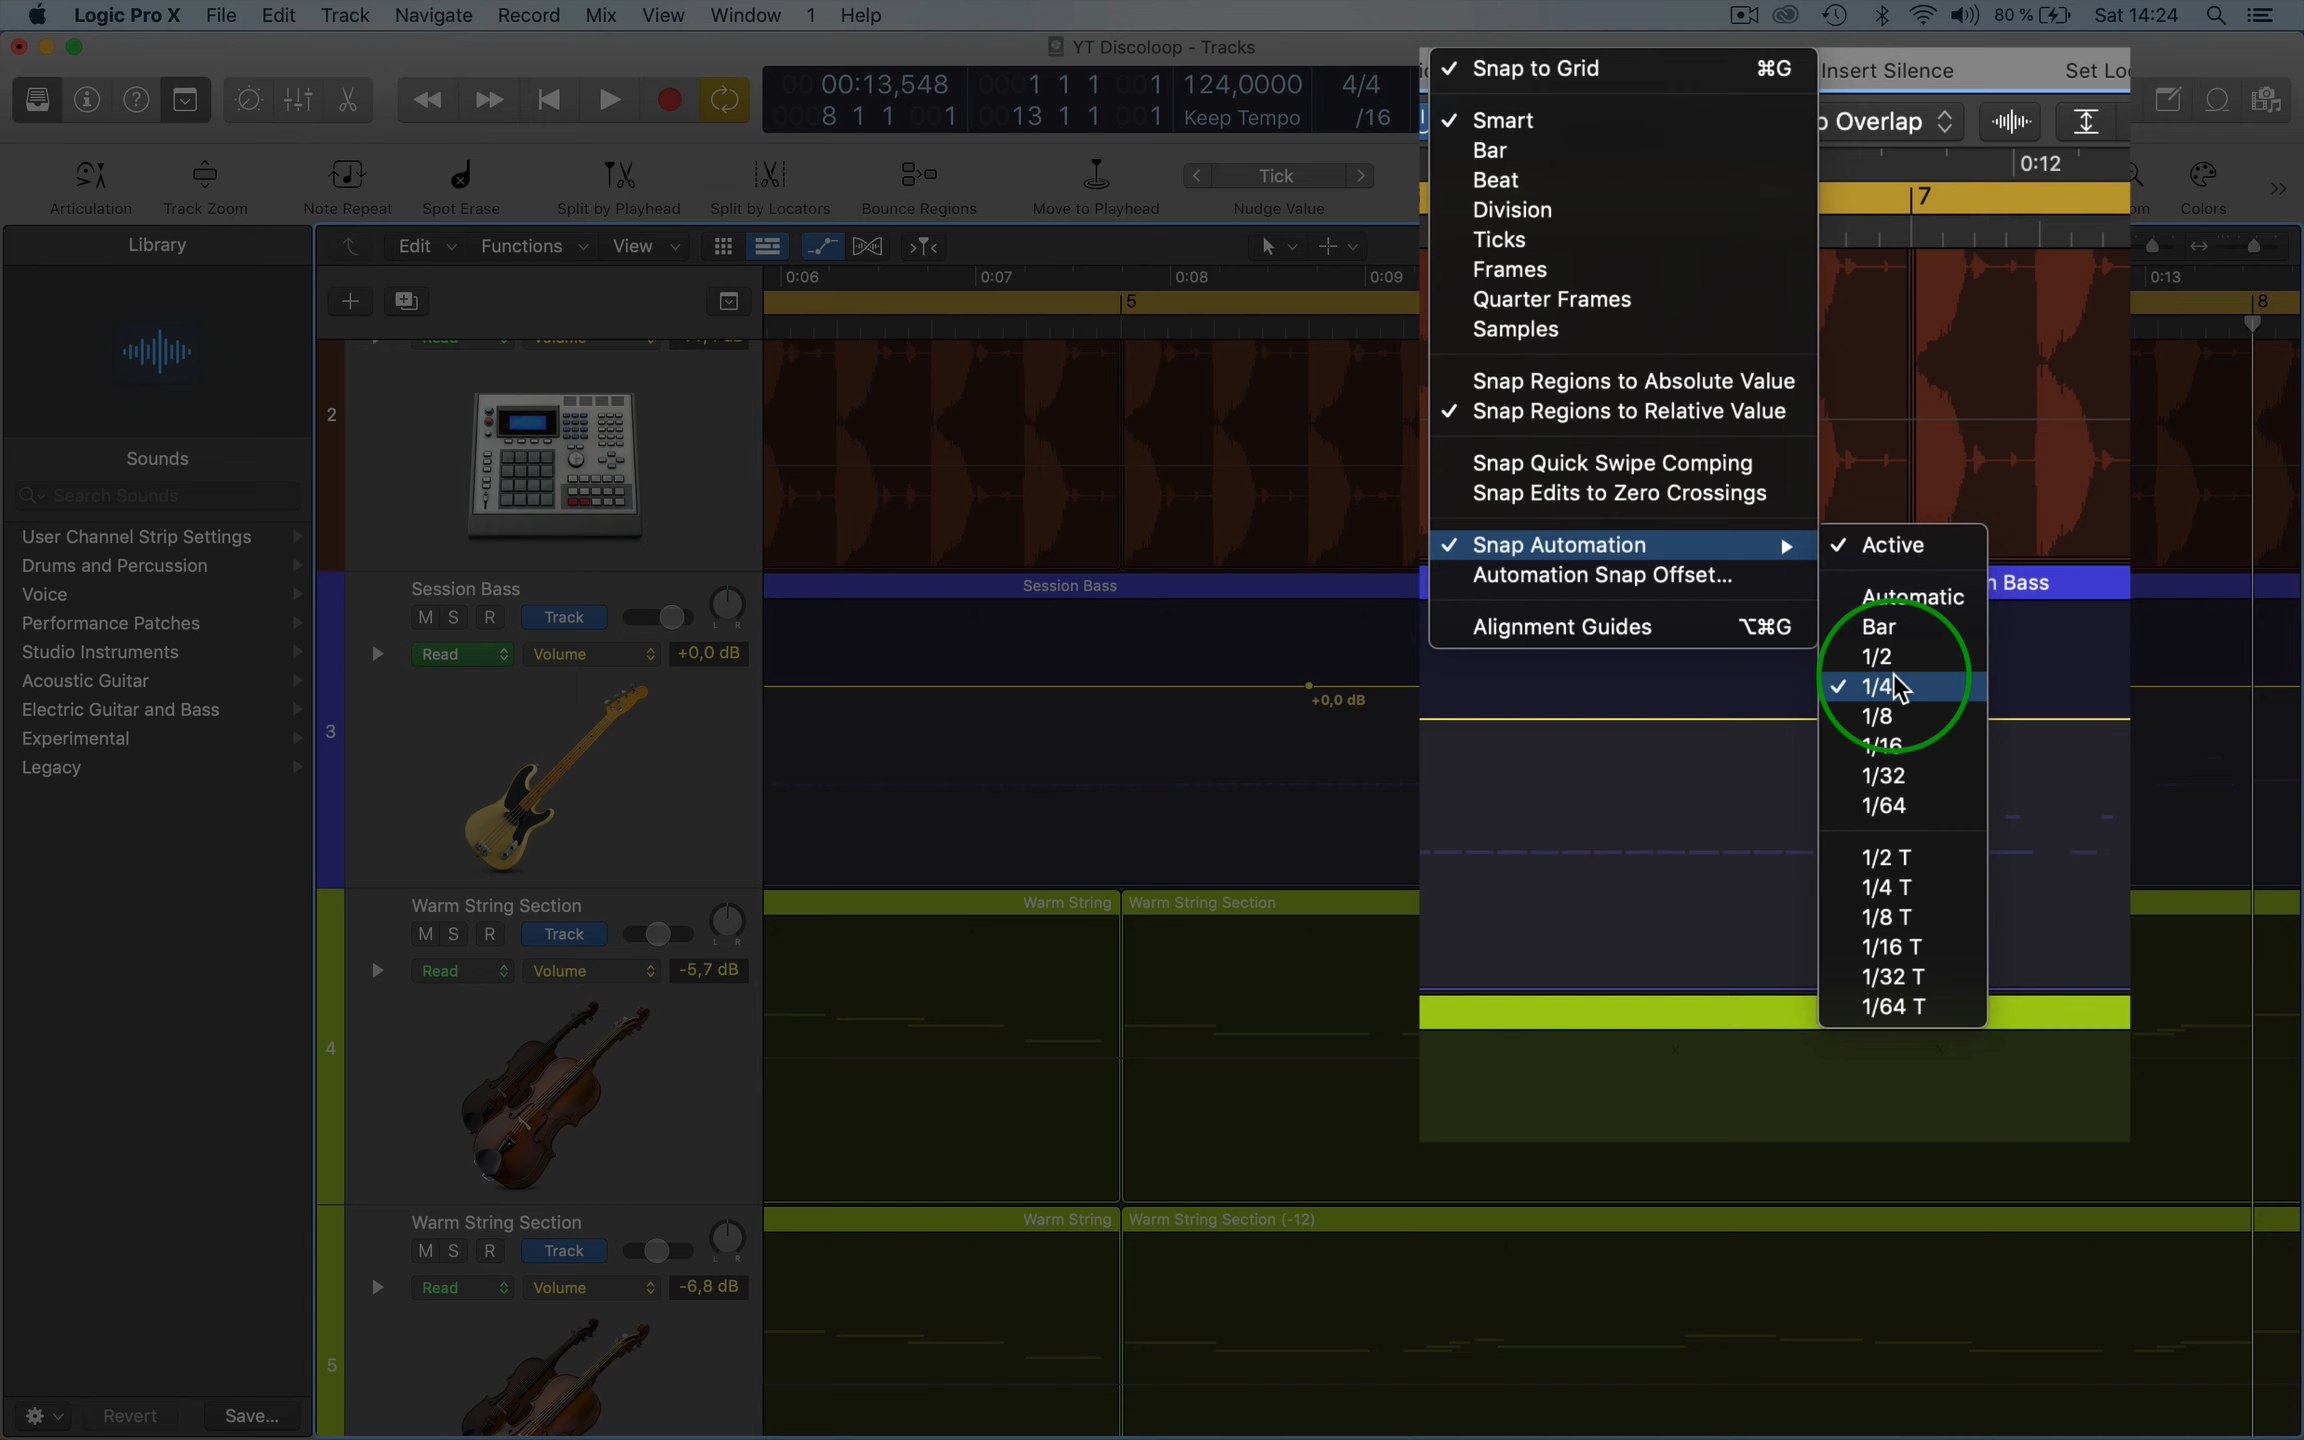 Logic Pro X File Edit Track Navigate Record Mix View Window 1 Help 80 % Sat 14:24
YT Discoloop - Tracks
00:13,548 1 1 1 1 124,0000 4/4
8 1 1 1 13 1 1 1 Keep Tempo /16
Articulation Track Zoom Note Repeat Spot Erase Split by Playhead Split by Locators Bounce Regions Move to Playhead Tick Nudge Value Colors
Insert Silence
Overlap
Library
Edit Functions View
0:06 0:07 0:08 0:09 0:12 0:13
5 7 8
Snap to Grid ⌘G
Smart
Bar
Beat
Division
Ticks
Frames
Quarter Frames
Samples
Snap Regions to Absolute Value
Snap Regions to Relative Value
Snap Quick Swipe Comping
Snap Edits to Zero Crossings
Snap Automation
Automation Snap Offset...
Alignment Guides ⌥⌘G
Active
Automatic
Bar
1/2
1/4
1/8
1/16
1/32
1/64
1/2 T
1/4 T
1/8 T
1/16 T
1/32 T
1/64 T
Sounds
Search Sounds
User Channel Strip Settings
Drums and Percussion
Voice
Performance Patches
Studio Instruments
Acoustic Guitar
Electric Guitar and Bass
Experimental
Legacy
Revert Save...
2
3
Session Bass
M S R Track L R
Read Volume +0,0 dB
Session Bass
+0,0 dB
Bass
4
Warm String Section
M S R Track L R
Read Volume -5,7 dB
Warm String Warm String Section
5
Warm String Section
M S R Track L R
Read Volume -6,8 dB
Warm String Warm String Section (-12)